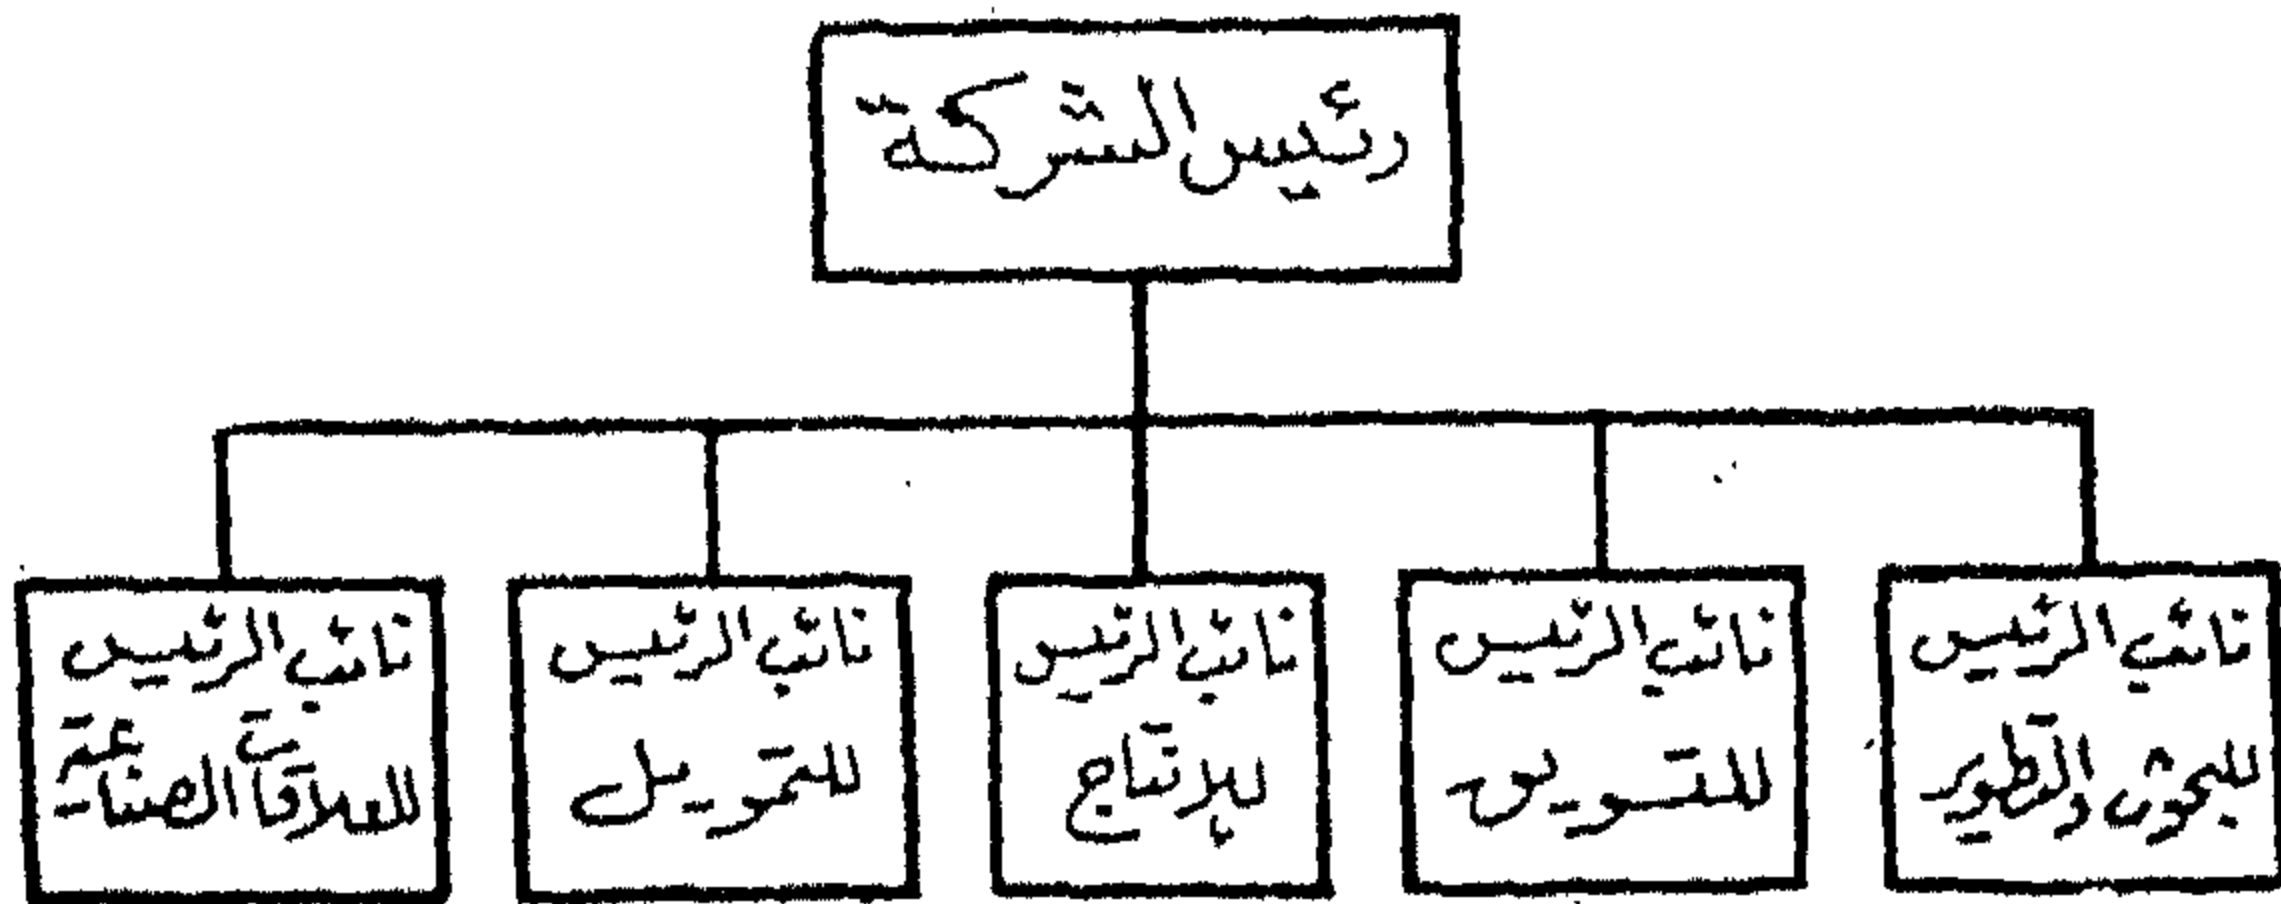 رئيس الشركة
نائب الرئيس
للبحوث والتطوير
نائب الرئيس
للتسويق
نائب الرئيس
للإنتاج
نائب الرئيس
للتمويل
نائب الرئيس
للعلاقات الصناعية